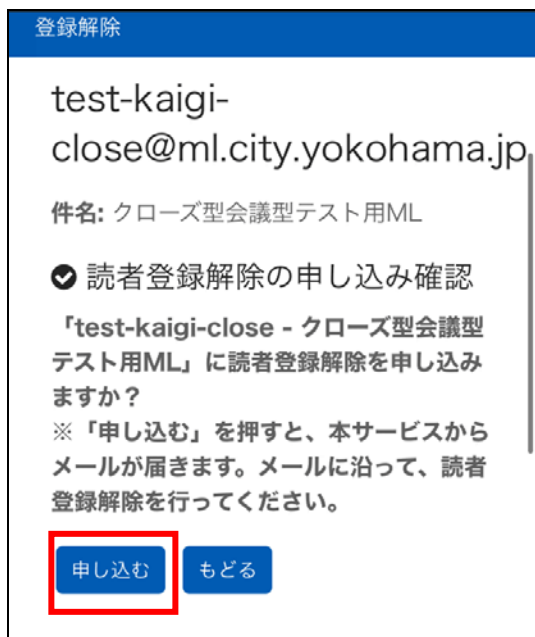 登録解除
test-kaigi-
close@ml.city.yokohama.jp
件名: クローズ型会議型テスト用ML
読者登録解除の申し込み確認
「test-kaigi-close - クローズ型会議型
テスト用ML」に読者登録解除を申し込み
ますか？
※「申し込む」を押すと、本サービスから
メールが届きます。メールに沿って、読者
登録解除を行ってください。
申し込む もどる